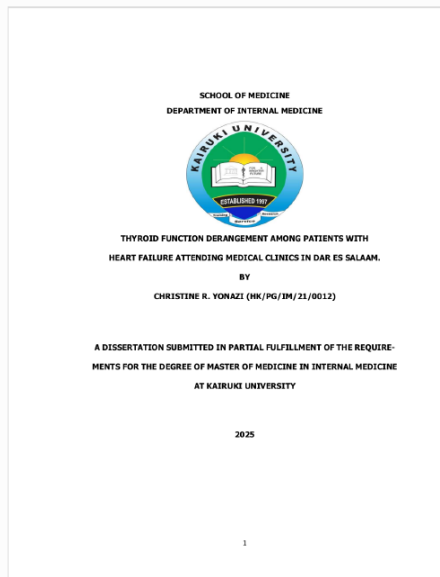 SCHOOL OF MEDICINE
DEPARTMENT OF INTERNAL MEDICINE
KAIRUKI UNIVERSITY
ESTABLISHED 1997
THYROID FUNCTION DERANGEMENT AMONG PATIENTS WITH
HEART FAILURE ATTENDING MEDICAL CLINICS IN DAR ES SALAAM.
BY
CHRISTINE R. YONAZI (HK/PG/IM/21/0012)
A DISSERTATION SUBMITTED IN PARTIAL FULFILLMENT OF THE REQUIRE-
MENTS FOR THE DEGREE OF MASTER OF MEDICINE IN INTERNAL MEDICINE
AT KAIRUKI UNIVERSITY
2025
1